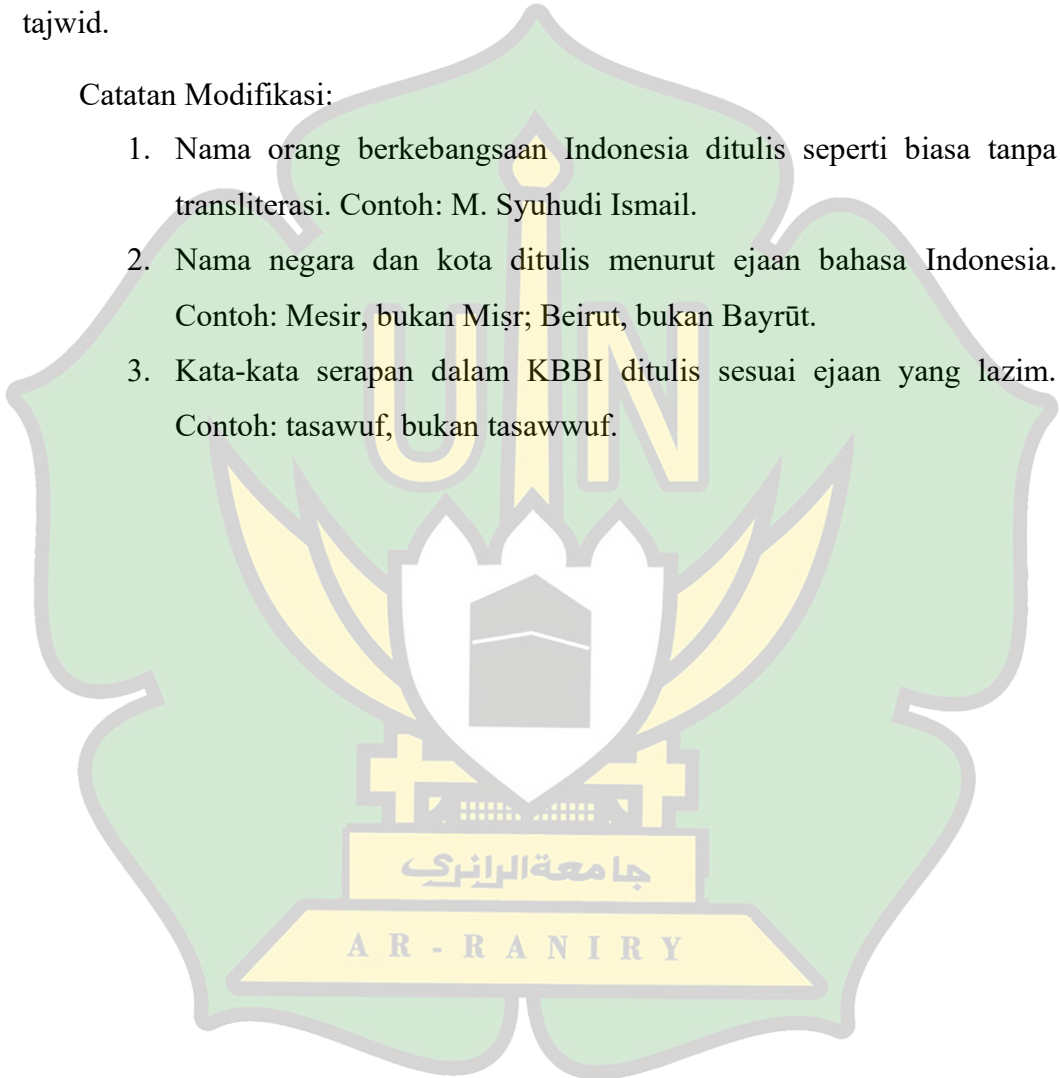 tajwid.
Catatan Modifikasi:
1. Nama orang berkebangsaan Indonesia ditulis seperti biasa tanpa
transliterasi. Contoh: M. Syuhudi Ismail.
2. Nama negara dan kota ditulis menurut ejaan bahasa Indonesia.
Contoh: Mesir, bukan Miṣr; Beirut, bukan Bayrūt.
3. Kata-kata serapan dalam KBBI ditulis sesuai ejaan yang lazim.
Contoh: tasawuf, bukan tasawwuf.
UIN
جامعة الرانري
AR-RANIRY